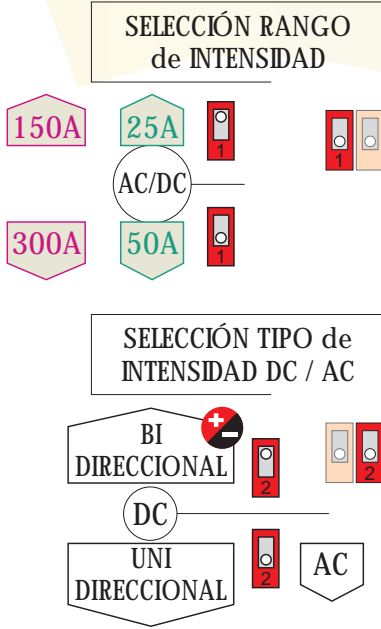 SELECCIÓN RANGO
de INTENSIDAD
150A 25A
1
1
AC/DC
300A 50A
1
SELECCIÓN TIPO de
INTENSIDAD DC / AC
BI
DIRECCIONAL
2
2
DC
UNI
DIRECCIONAL
2
AC